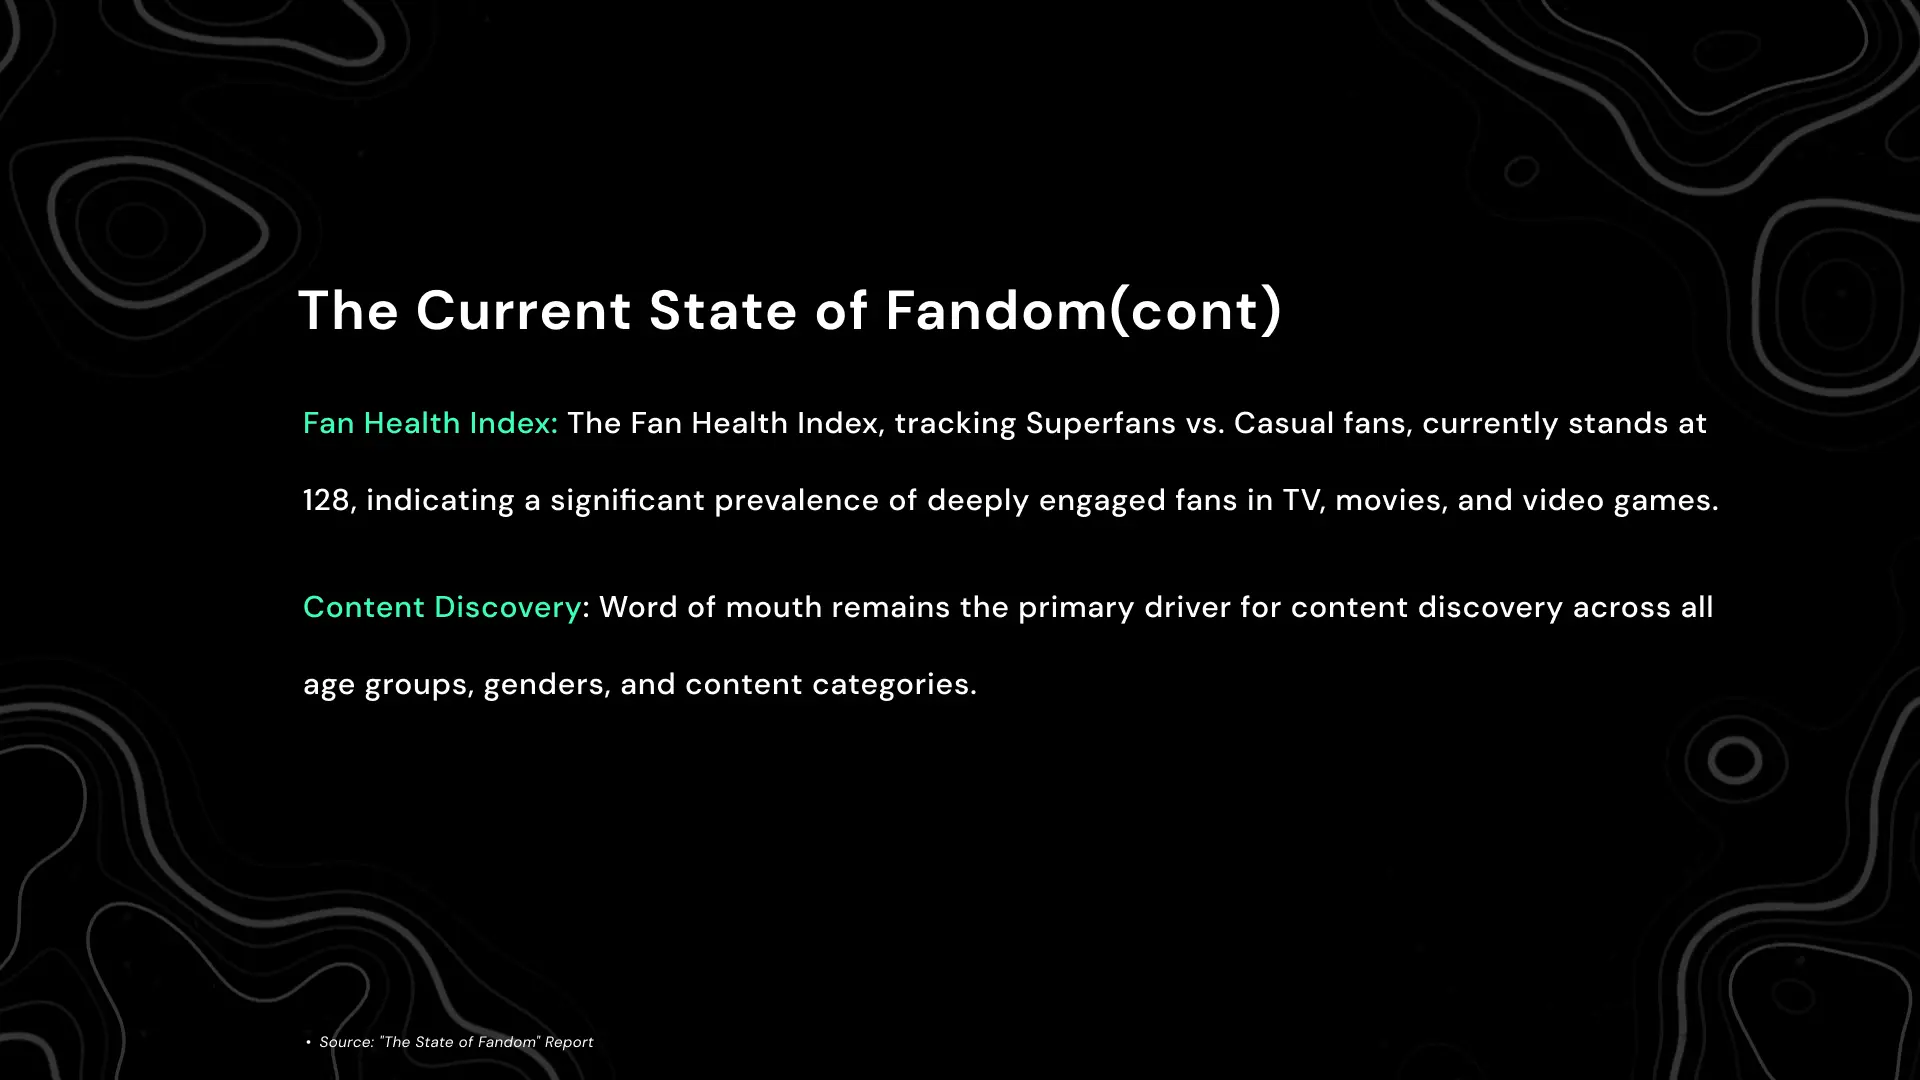 The Current State of Fandom(cont)
Fan Health Index: The Fan Health Index, tracking Superfans vs. Casual fans, currently stands at
128, indicating a significant prevalence of deeply engaged fans in TV, movies, and video games.
Content Discovery: Word of mouth remains the primary driver for content discovery across all
age groups, genders, and content categories.
• Source: "The State of Fandom" Report